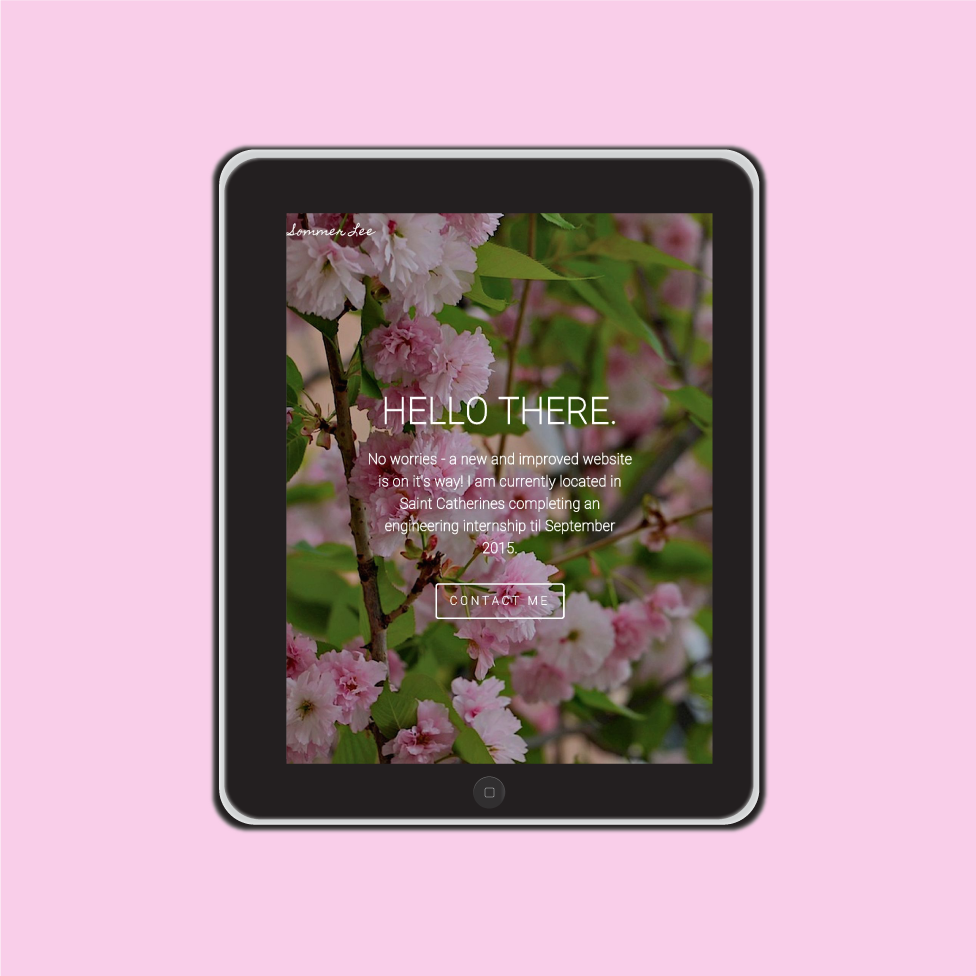 Sommer Lee
HELLO THERE.
No worries - a new and improved website
is on it's way! I am currently located in
Saint Catherines completing an
engineering internship til September
2015.
CONTACT ME